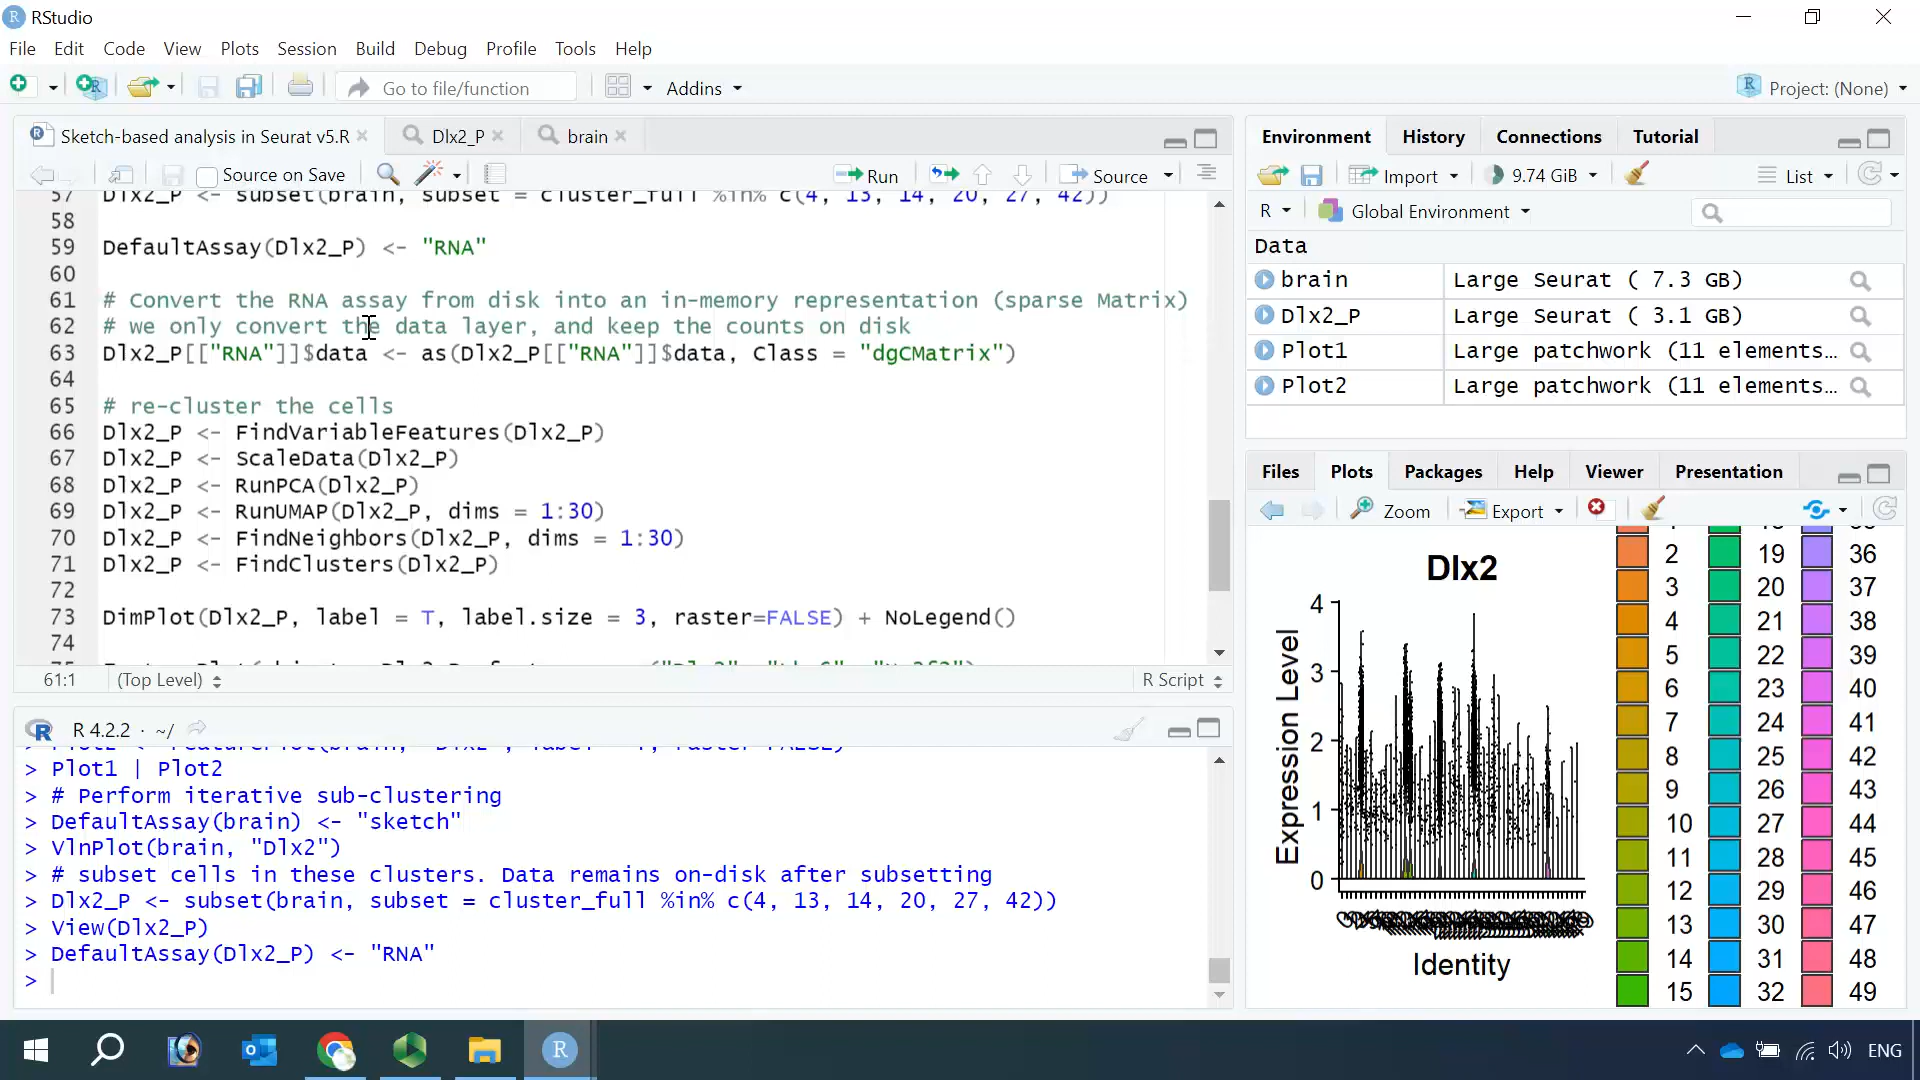 RStudio
File Edit Code View Plots Session Build Debug Profile Tools Help
Go to file/function Addins Project: (None)
Sketch-based analysis in Seurat v5.R Dlx2_P brain
Source on Save Run Source
57 Dlx2_P <- subset(brain, subset = cluster_full %in% c(4, 13, 14, 20, 27, 42))
58
59 DefaultAssay(Dlx2_P) <- "RNA"
60
61 # Convert the RNA assay from disk into an in-memory representation (sparse Matrix)
62 # we only convert the data layer, and keep the counts on disk
63 Dlx2_P[["RNA"]]$data <- as(Dlx2_P[["RNA"]]$data, Class = "dgCMatrix")
64
65 # re-cluster the cells
66 Dlx2_P <- FindVariableFeatures(Dlx2_P)
67 Dlx2_P <- ScaleData(Dlx2_P)
68 Dlx2_P <- RunPCA(Dlx2_P)
69 Dlx2_P <- RunUMAP(Dlx2_P, dims = 1:30)
70 Dlx2_P <- FindNeighbors(Dlx2_P, dims = 1:30)
71 Dlx2_P <- FindClusters(Dlx2_P)
72
73 DimPlot(Dlx2_P, label = T, label.size = 3, raster=FALSE) + NoLegend()
74
61:1 (Top Level) R Script
R 4.2.2 · ~/
> Plot1 | Plot2
> # Perform iterative sub-clustering
> DefaultAssay(brain) <- "sketch"
> VlnPlot(brain, "Dlx2")
> # subset cells in these clusters. Data remains on-disk after subsetting
> Dlx2_P <- subset(brain, subset = cluster_full %in% c(4, 13, 14, 20, 27, 42))
> View(Dlx2_P)
> DefaultAssay(Dlx2_P) <- "RNA"
>
Environment History Connections Tutorial
Import 9.74 GiB List
R Global Environment
Data
brain Large Seurat ( 7.3 GB)
Dlx2_P Large Seurat ( 3.1 GB)
Plot1 Large patchwork (11 elements…
Plot2 Large patchwork (11 elements…
Files Plots Packages Help Viewer Presentation
Zoom Export
Dlx2
Expression Level
4
3
2
1
0
Identity
2 19 36
3 20 37
4 21 38
5 22 39
6 23 40
7 24 41
8 25 42
9 26 43
10 27 44
11 28 45
12 29 46
13 30 47
14 31 48
15 32 49
ENG